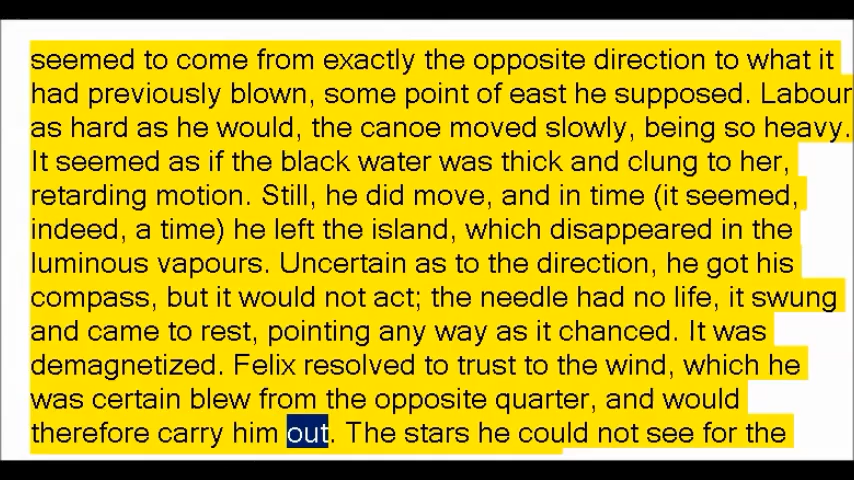 seemed to come from exactly the opposite direction to what it
had previously blown, some point of east he supposed. Labour
as hard as he would, the canoe moved slowly, being so heavy.
It seemed as if the black water was thick and clung to her,
retarding motion. Still, he did move, and in time (it seemed,
indeed, a time) he left the island, which disappeared in the
luminous vapours. Uncertain as to the direction, he got his
compass, but it would not act; the needle had no life, it swung
and came to rest, pointing any way as it chanced. It was
demagnetized. Felix resolved to trust to the wind, which he
was certain blew from the opposite quarter, and would
therefore carry him out. The stars he could not see for the